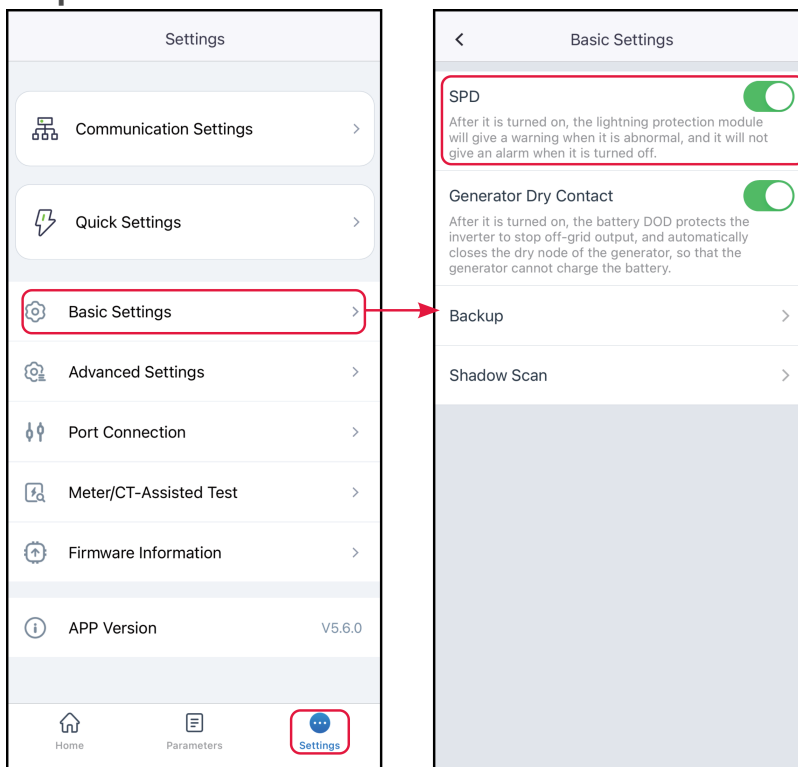 Settings
Communication Settings
Quick Settings
Basic Settings
Advanced Settings
Port Connection
Meter/CT-Assisted Test
Firmware Information
APP Version V5.6.0
Home Parameters Settings
Basic Settings
SPD
After it is turned on, the lightning protection module
will give a warning when it is abnormal, and it will not
give an alarm when it is turned off.
Generator Dry Contact
After it is turned on, the battery DOD protects the
inverter to stop off-grid output, and automatically
closes the dry node of the generator, so that the
generator cannot charge the battery.
Backup
Shadow Scan